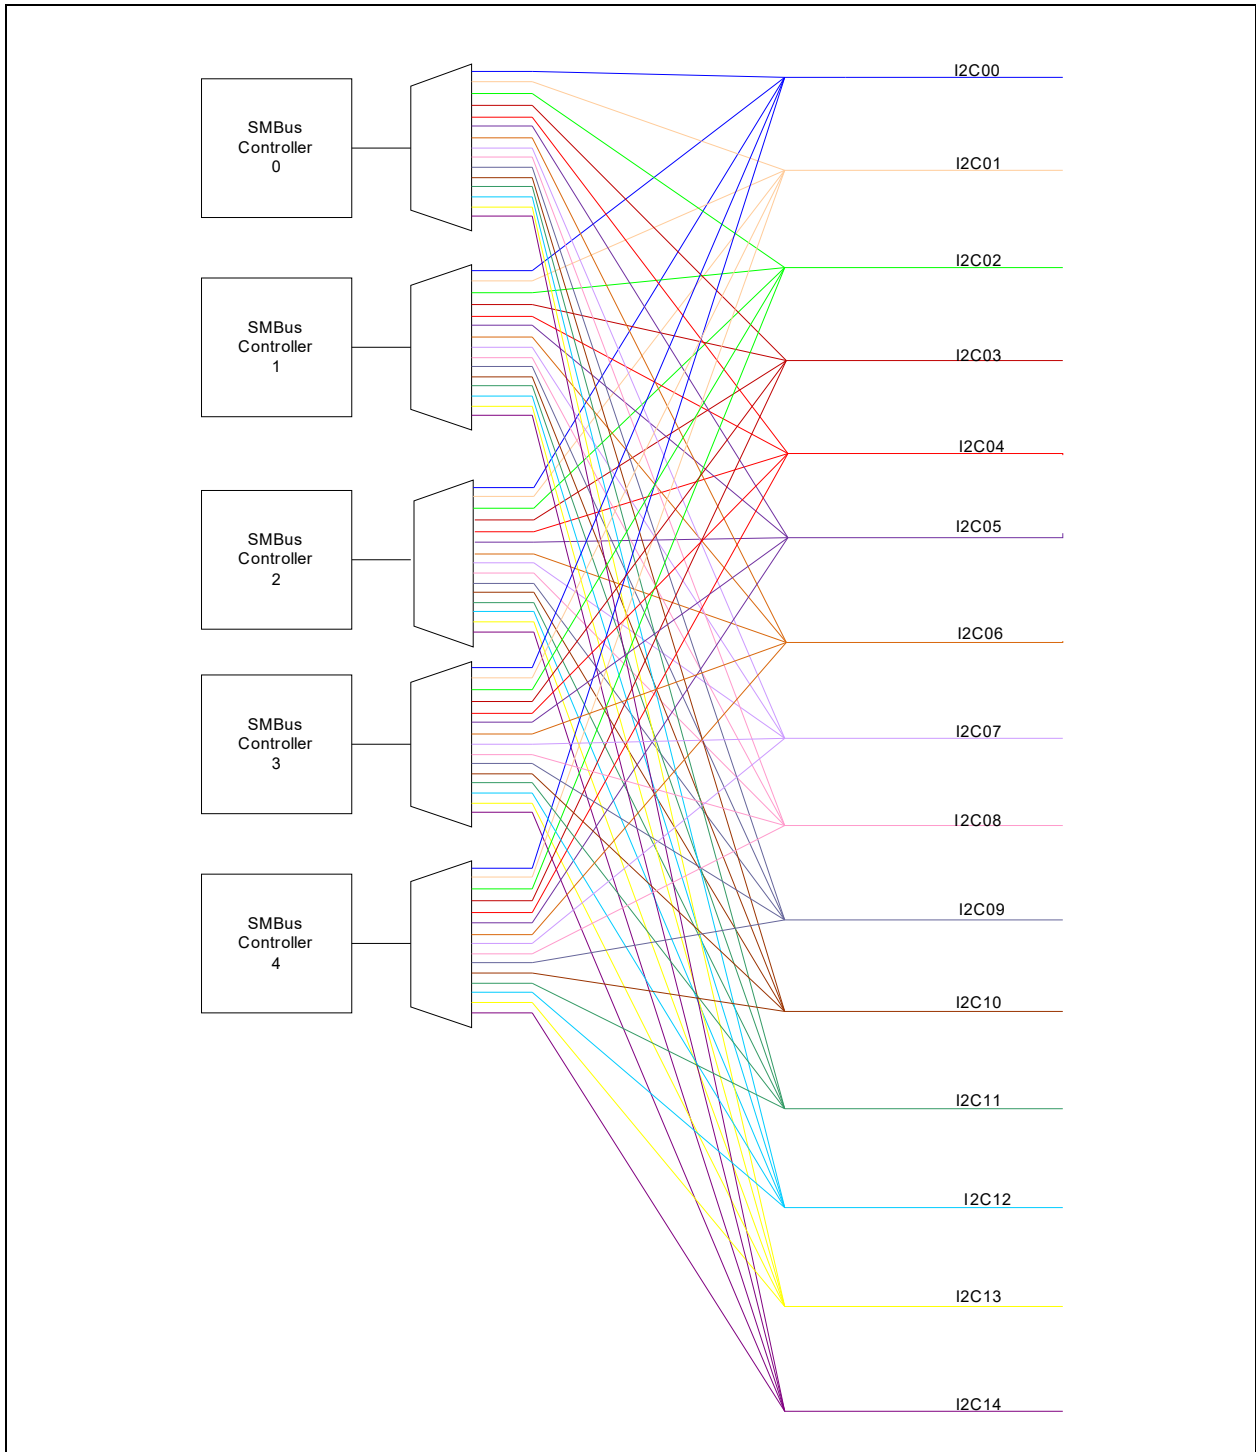 SMBus
Controller
0
SMBus
Controller
1
SMBus
Controller
2
SMBus
Controller
3
SMBus
Controller
4
I2C00
I2C01
I2C02
I2C03
I2C04
I2C05
I2C06
I2C07
I2C08
I2C09
I2C10
I2C11
I2C12
I2C13
I2C14